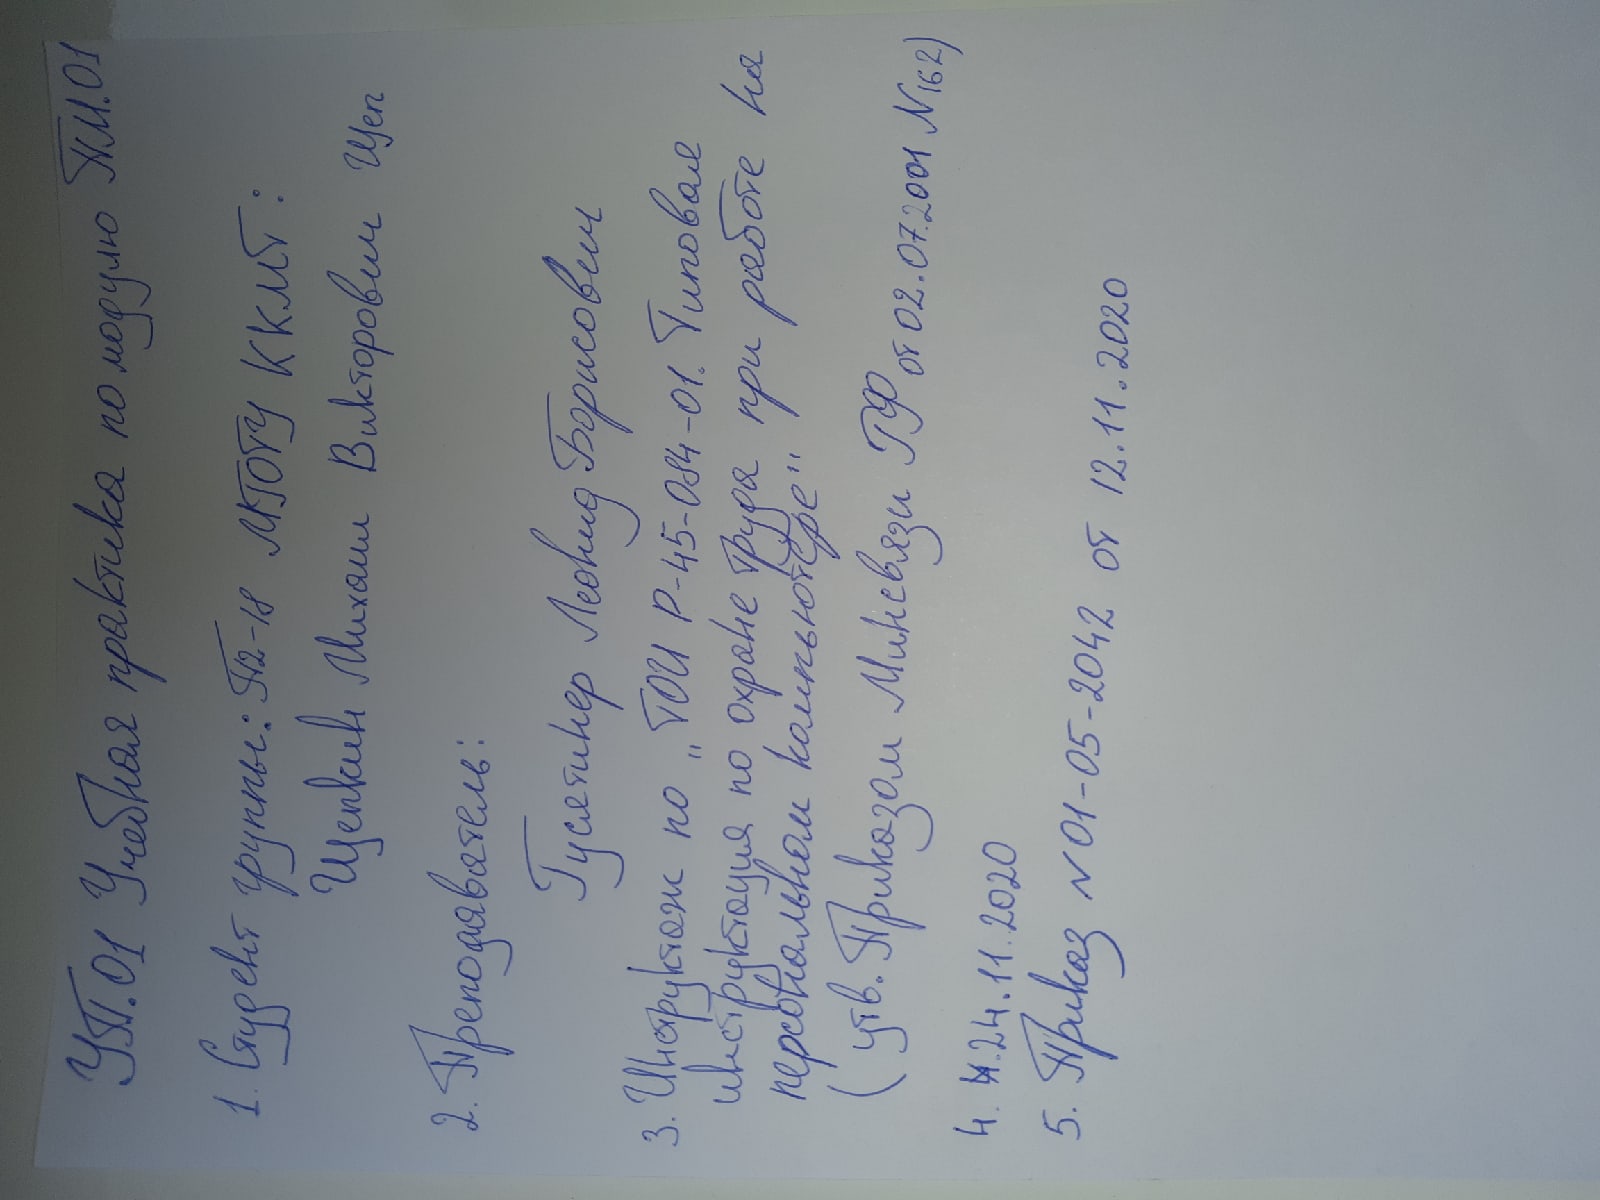 УП.01 Учебная практика по модулю ПМ.01
1. Студент группы: П2-18 МГОТУ ККМТ:
Щепкин Михаил Викторович Щеп
2. Преподаватель:
Гусятинер Леонид Борисович
3. Инструктаж по „ТОИ Р-45-084-01. Типовая
инструкция по охране труда при работе на
персональном компьютере"
(утв. Приказом Минсвязи РФ от 02.07.2001 N162)
4. 24.11.2020
5. Приказ N01-05-2042 от 12.11.2020